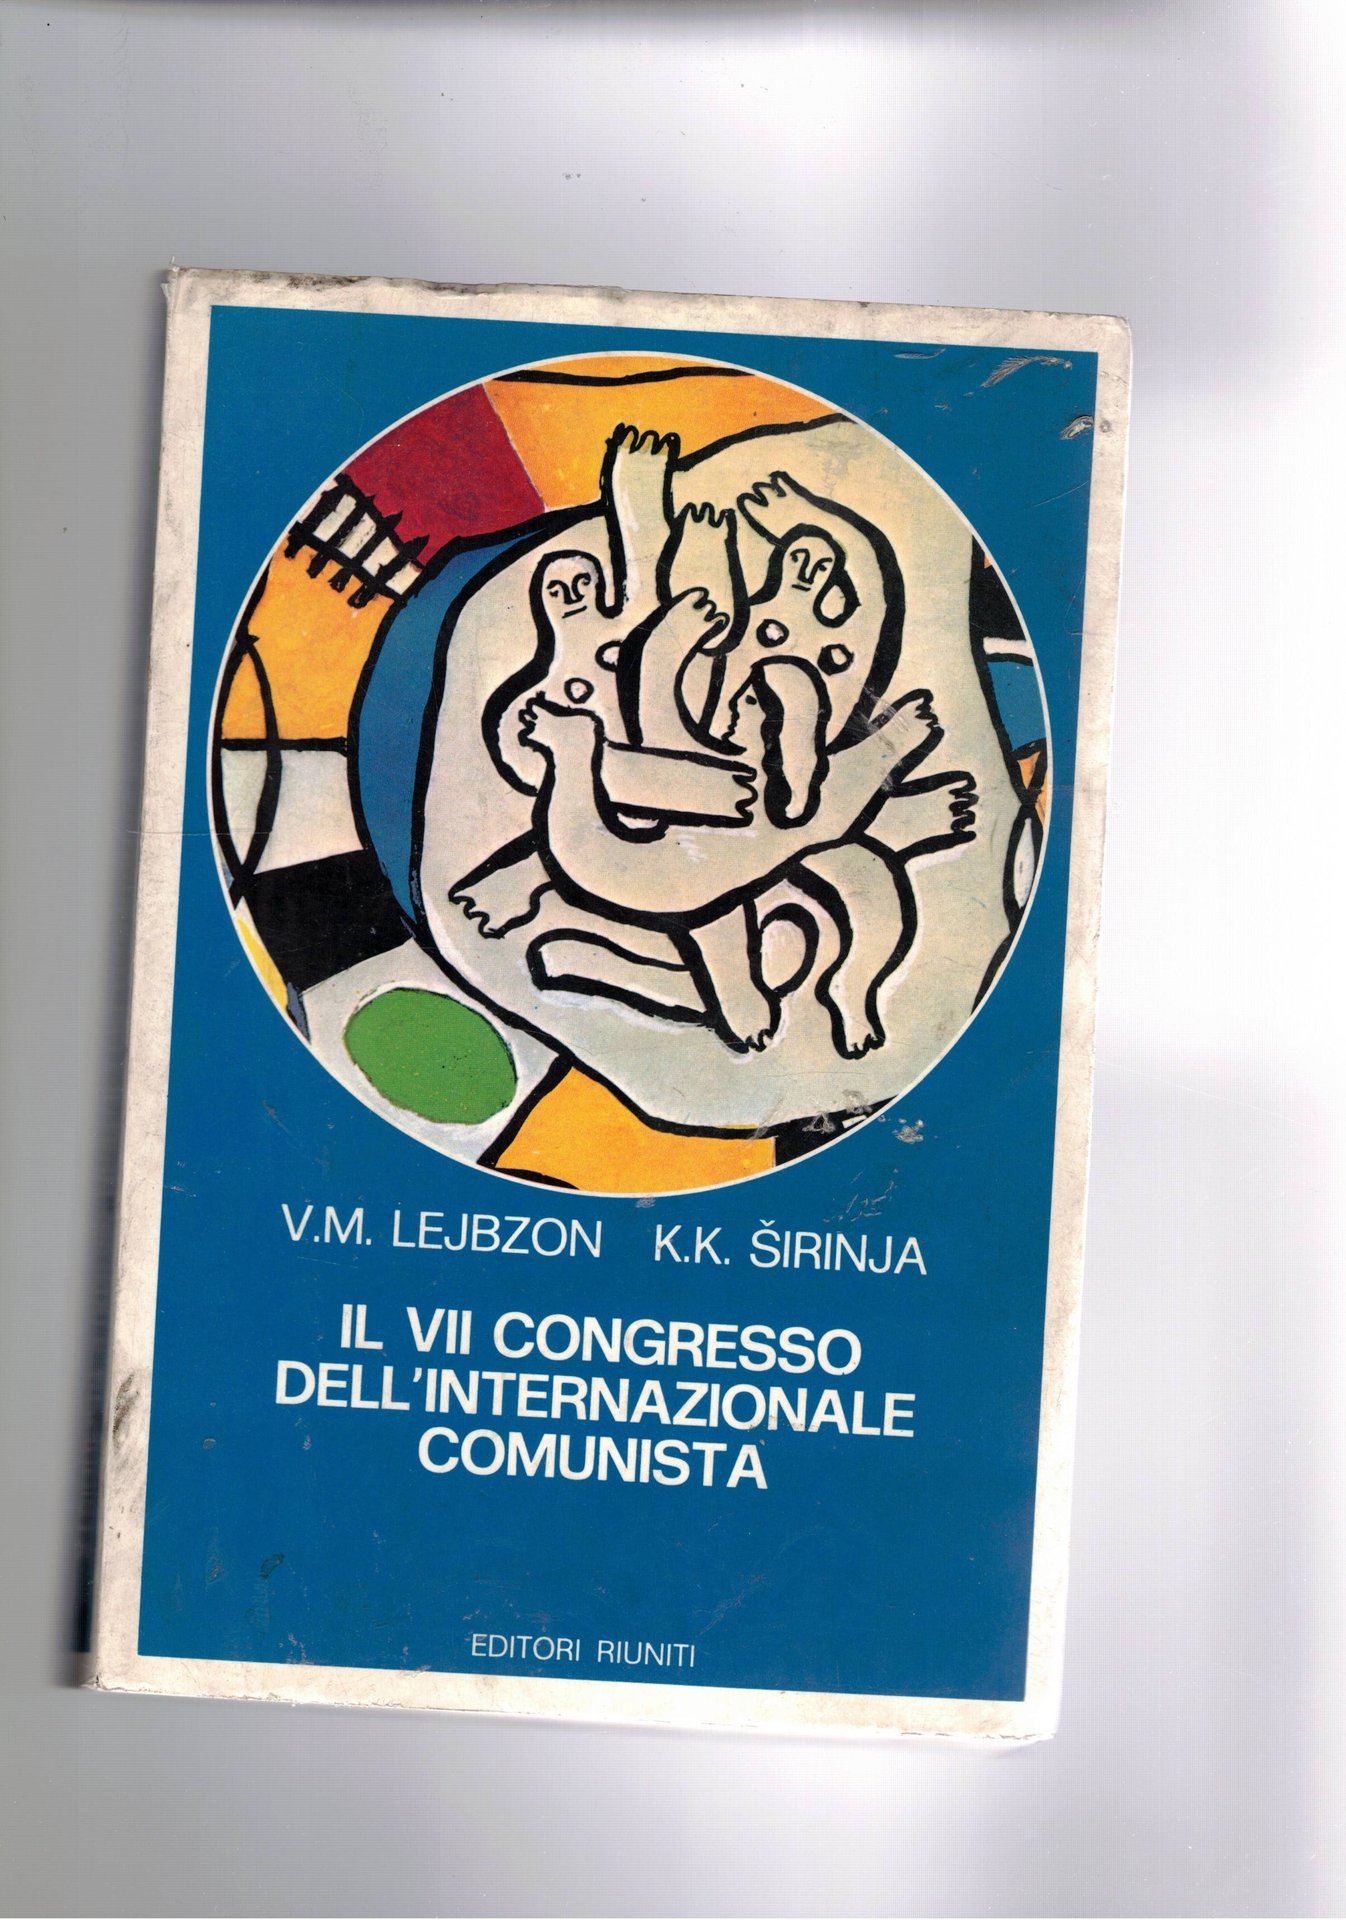 V.M. LEJBZON K.K. ŠIRINJA
IL VII CONGRESSO
DELL'INTERNAZIONALE
COMUNISTA
EDITORI RIUNITI